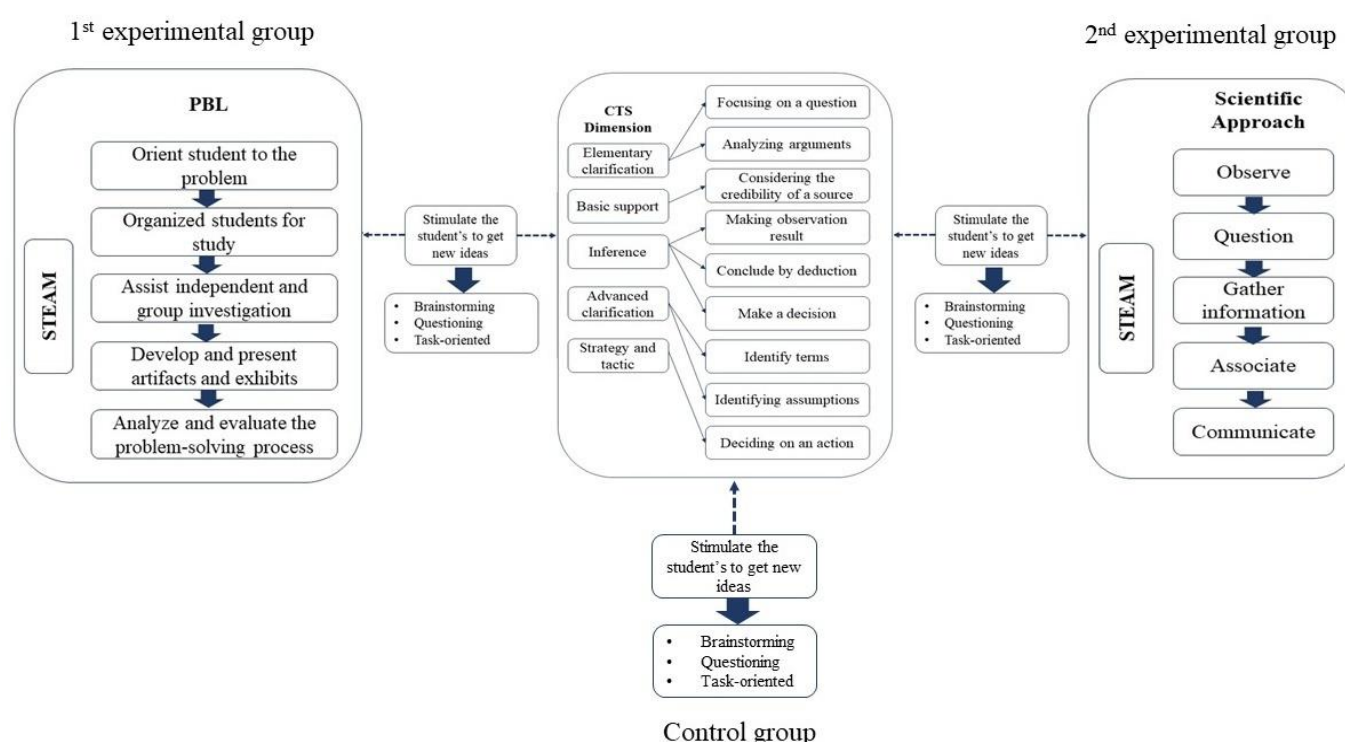 1st experimental group
2nd experimental group
PBL
STEAM
Orient student to the
problem
Organized students for
study
Assist independent and
group investigation
Develop and present
artifacts and exhibits
Analyze and evaluate the
problem-solving process
Stimulate the
student's to get
new ideas
• Brainstorming
• Questioning
• Task-oriented
CTS
Dimension
Elementary
clarification
Basic support
Inference
Advanced
clarification
Strategy and
tactic
Focusing on a question
Analyzing arguments
Considering the
credibility of a source
Making observation
result
Conclude by deduction
Make a decision
Identify terms
Identifying assumptions
Deciding on an action
Stimulate the
student's to get
new ideas
• Brainstorming
• Questioning
• Task-oriented
Scientific
Approach
STEAM
Observe
Question
Gather
information
Associate
Communicate
Stimulate the
student's to get new
ideas
• Brainstorming
• Questioning
• Task-oriented
Control group